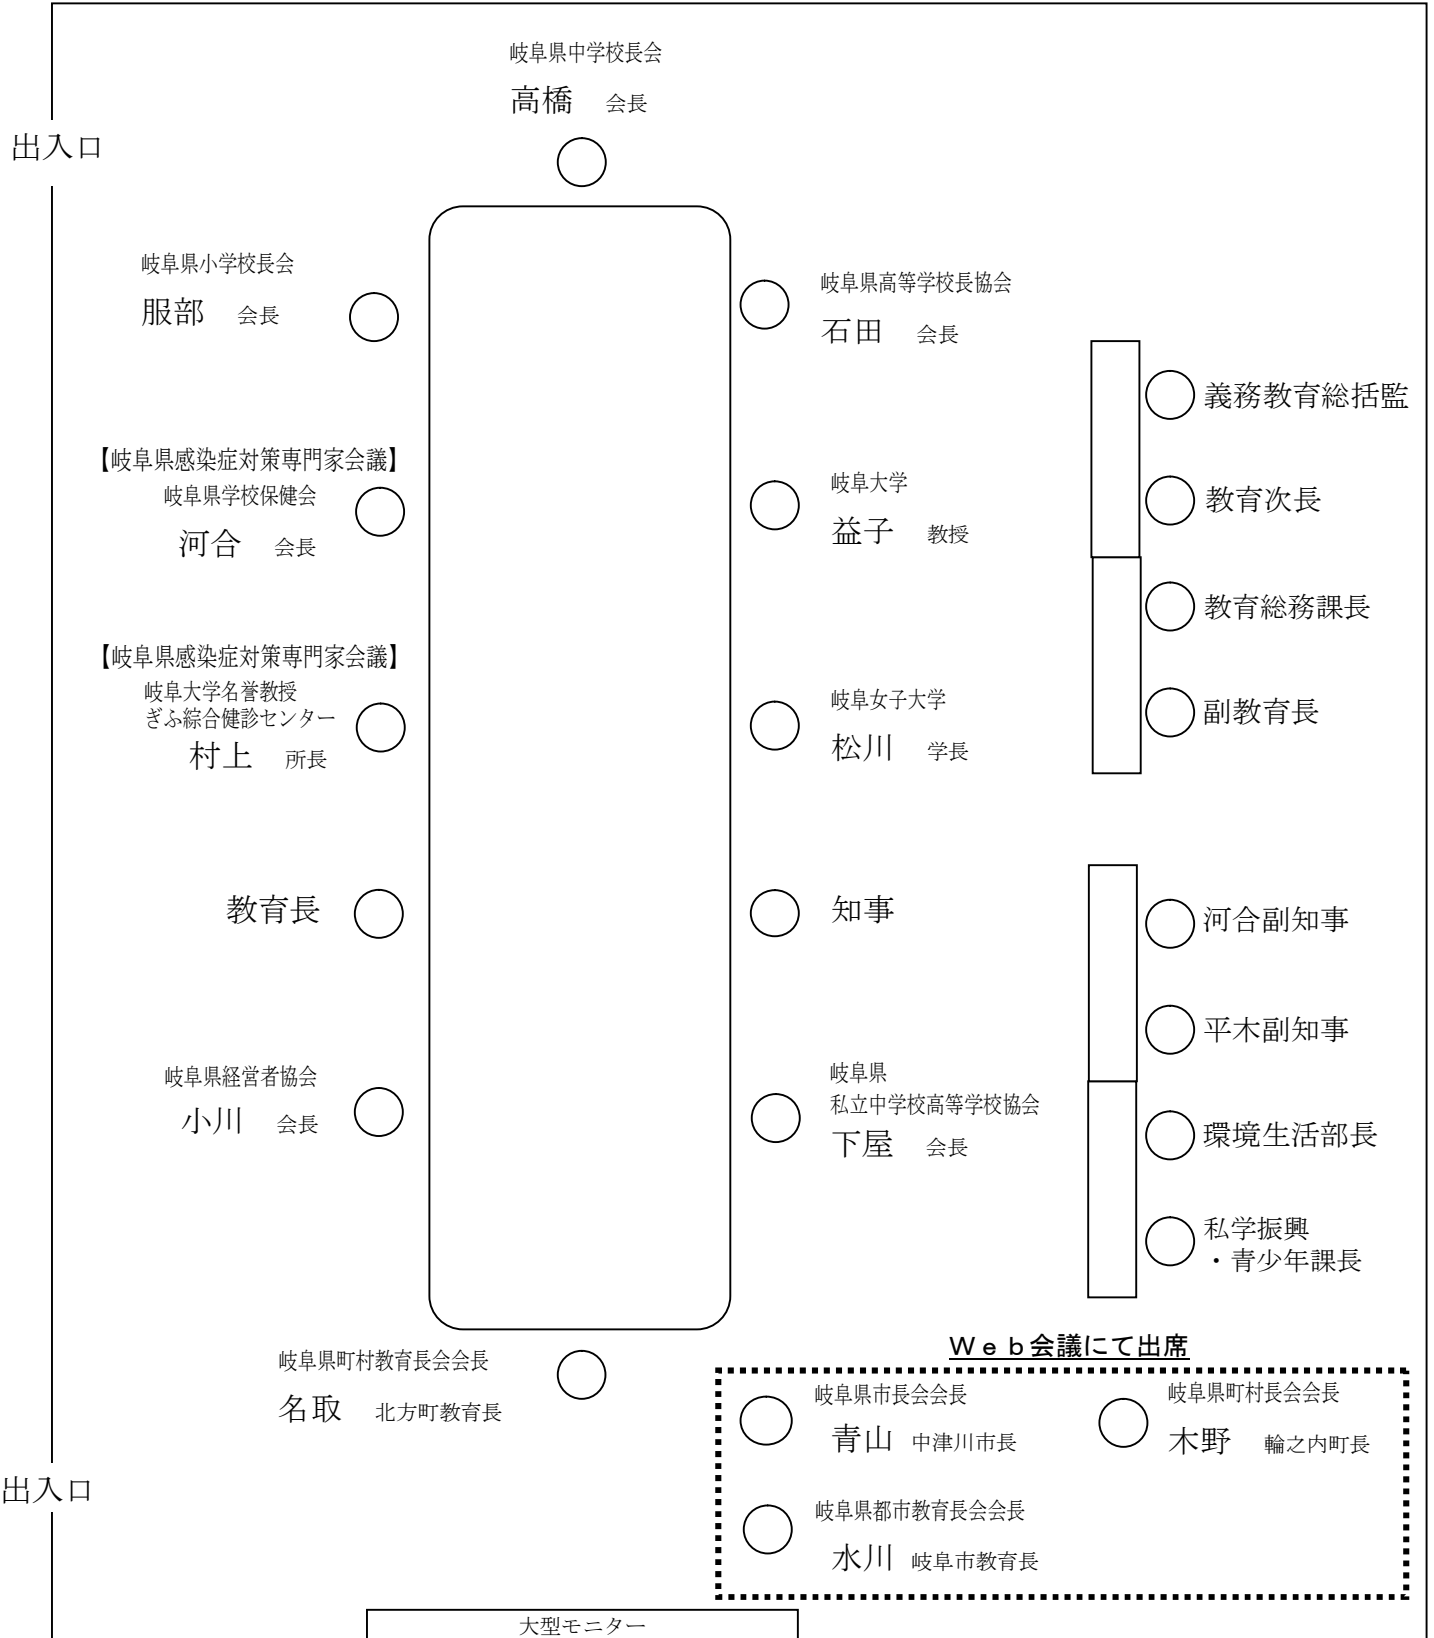 岐阜県中学校長会
高橋　会長
出入口
岐阜県小学校長会
服部　会長
岐阜県高等学校長協会
石田　会長
義務教育総括監
【岐阜県感染症対策専門家会議】
岐阜県学校保健会
河合　会長
岐阜大学
益子　教授
教育次長
教育総務課長
【岐阜県感染症対策専門家会議】
岐阜大学名誉教授
ぎふ綜合健診センター
村上　所長
岐阜女子大学
松川　学長
副教育長
教育長
知事
河合副知事
平木副知事
岐阜県経営者協会
小川　会長
岐阜県
私立中学校高等学校協会
下屋　会長
環境生活部長
私学振興
・青少年課長
Ｗｅｂ会議にて出席
岐阜県町村教育長会会長
名取　北方町教育長
岐阜県市長会会長
青山　中津川市長
岐阜県町村長会会長
木野　輪之内町長
出入口
岐阜県都市教育長会会長
水川　岐阜市教育長
大型モニター